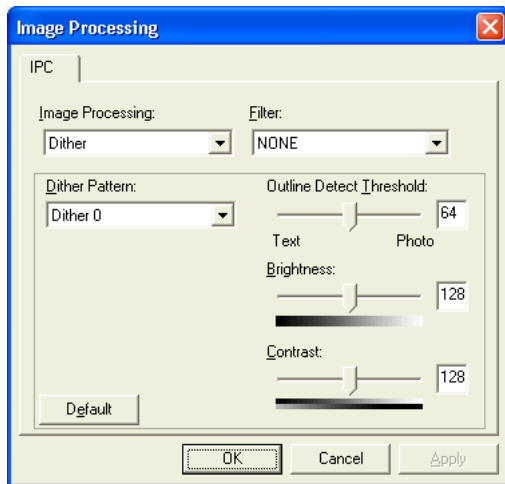 Image Processing
IPC
Image Processing:
Filter:
Dither
NONE
Dither Pattern:
Outline Detect Threshold:
Dither 0
64
Text
Photo
Brightness:
128
Contrast:
128
Default
OK
Cancel
Apply